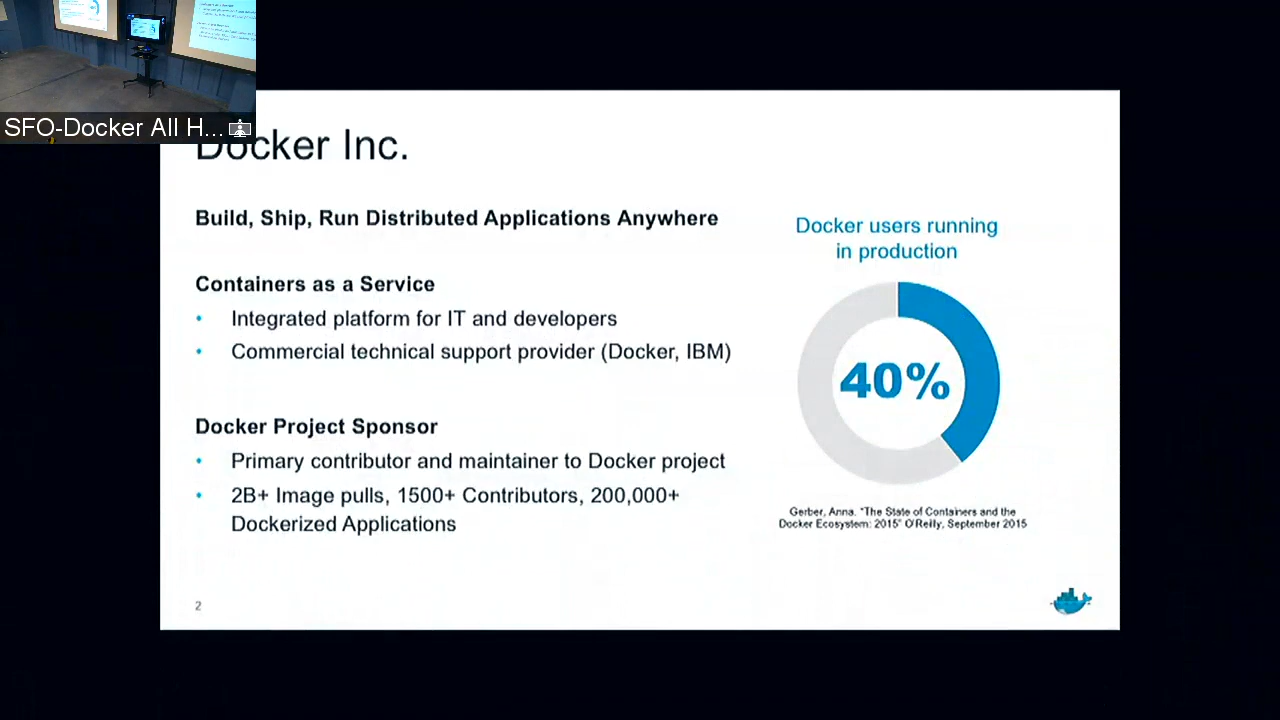 SFO-Docker All H...
Docker Inc.
Build, Ship, Run Distributed Applications Anywhere
Containers as a Service
• Integrated platform for IT and developers
• Commercial technical support provider (Docker, IBM)
Docker Project Sponsor
• Primary contributor and maintainer to Docker project
• 2B+ Image pulls, 1500+ Contributors, 200,000+
Dockerized Applications
Docker users running
in production
40%
Gerber, Anna. "The State of Containers and the
Docker Ecosystem: 2015" O'Reilly, September 2015
2